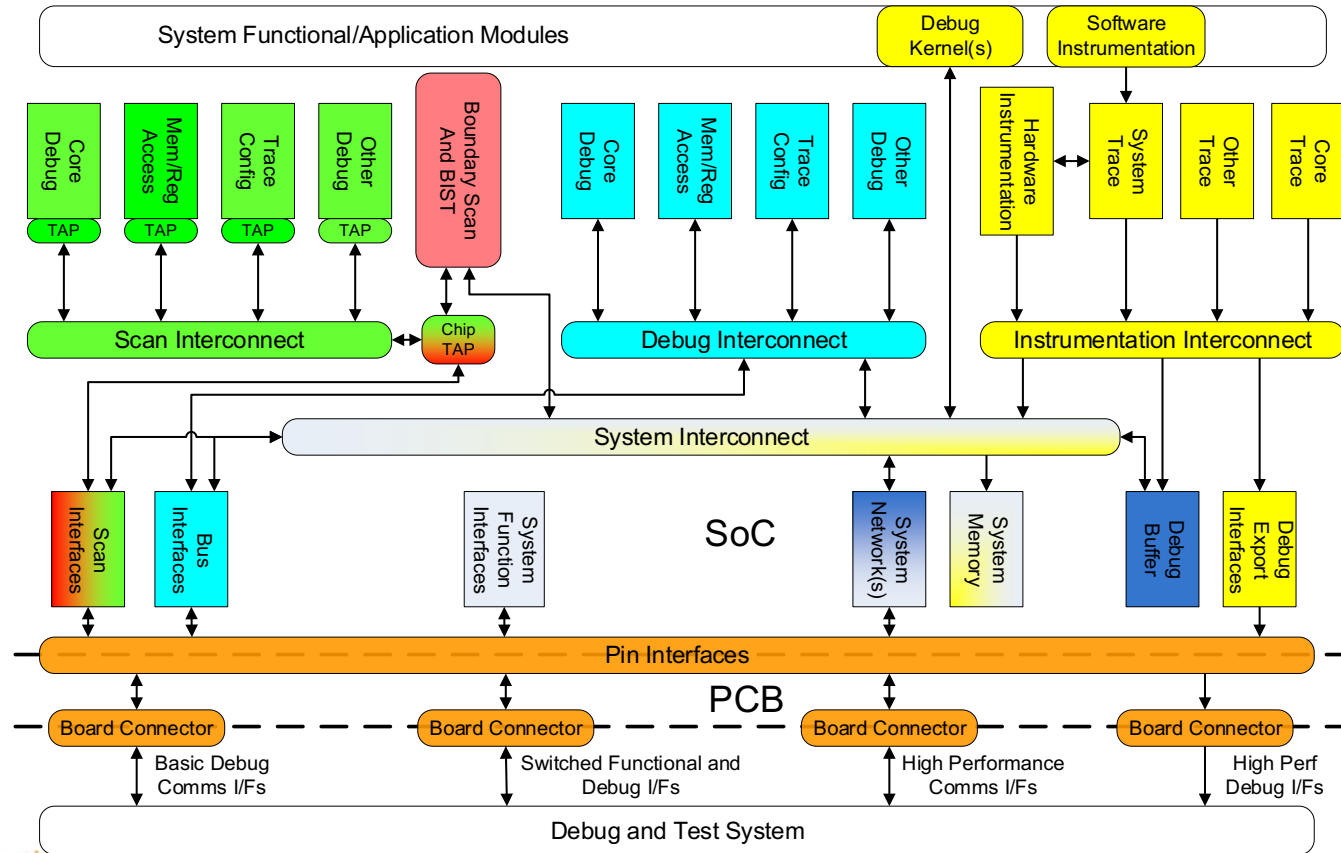 System Functional/Application Modules
Debug
Kernel(s)
Software
Instrumentation
Core
Debug
TAP
Mem/Reg
Access
TAP
Trace
Config
TAP
Other
Debug
TAP
Boundary Scan
And BIST
Core
Debug
Mem/Reg
Access
Trace
Config
Other
Debug
Hardware
Instrumentation
System
Trace
Other
Trace
Core
Trace
Scan Interconnect
Chip
TAP
Debug Interconnect
Instrumentation Interconnect
System Interconnect
Scan
Interfaces
Bus
Interfaces
System
Function
Interfaces
SoC
System
Network(s)
System
Memory
Debug
Buffer
Debug
Export
Interfaces
Pin Interfaces
PCB
Board Connector
Board Connector
Board Connector
Board Connector
Basic Debug
Comms I/Fs
Switched Functional and
Debug I/Fs
High Performance
Comms I/Fs
High Perf
Debug I/Fs
Debug and Test System